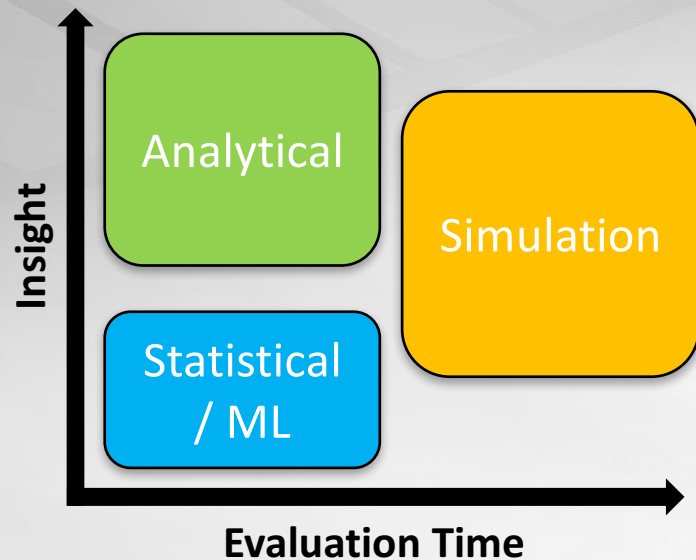 Insight
Analytical
Simulation
Statistical
/ ML
Evaluation Time